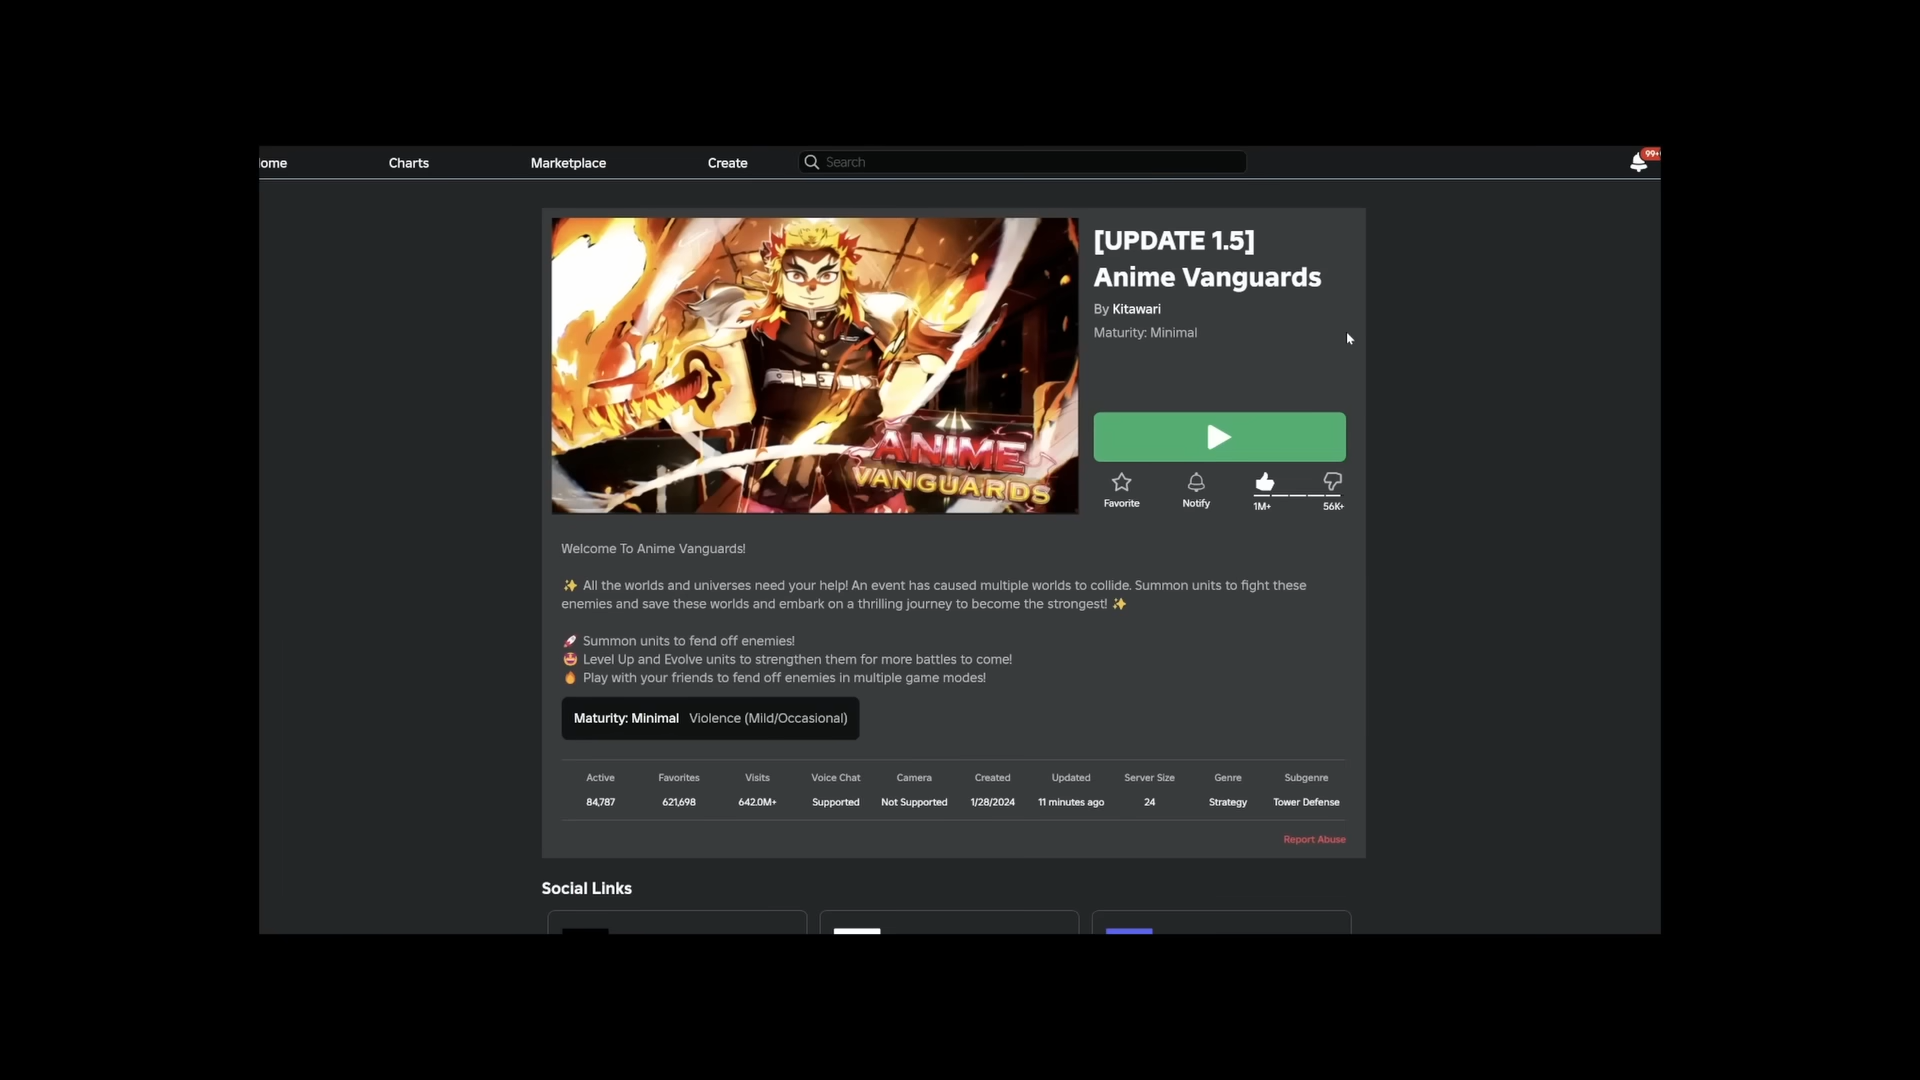 ome Charts Marketplace Create Search 99+
[UPDATE 1.5]
Anime Vanguards
By Kitawari
Maturity: Minimal
ANIME
VANGUARDS
Favorite Notify 1M+ 56K+
Welcome To Anime Vanguards!
✨ All the worlds and universes need your help! An event has caused multiple worlds to collide. Summon units to fight these
enemies and save these worlds and embark on a thrilling journey to become the strongest! ✨
🚀 Summon units to fend off enemies!
🤩 Level Up and Evolve units to strengthen them for more battles to come!
🔥 Play with your friends to fend off enemies in multiple game modes!
Maturity: Minimal Violence (Mild/Occasional)
Active Favorites Visits Voice Chat Camera Created Updated Server Size Genre Subgenre
84,787 621,698 642.0M+ Supported Not Supported 1/28/2024 11 minutes ago 24 Strategy Tower Defense
Report Abuse
Social Links